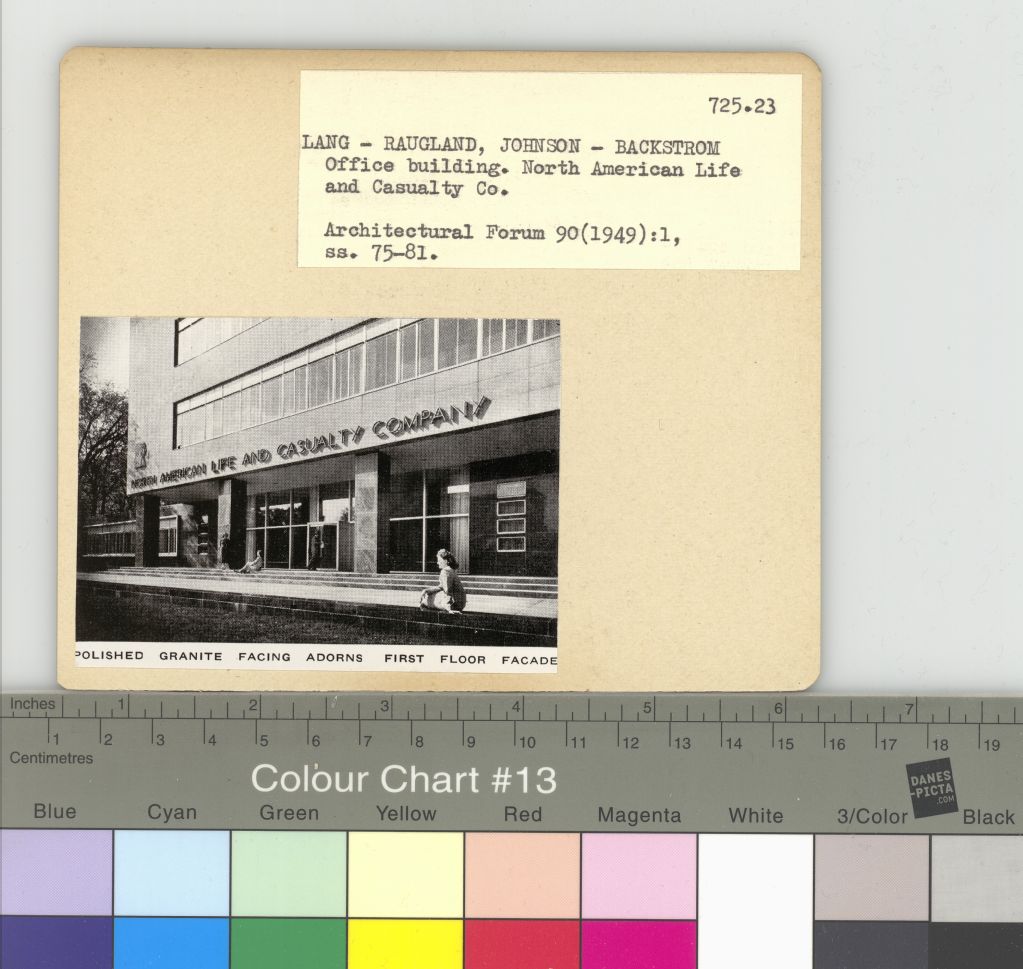 725.23
LANG - RAUGLAND, JOHNSON - BACKSTROM
Office building. North American Life
and Casualty Co.
Architectural Forum 90(1949):1,
ss. 75-81.
NORTH AMERICAN LIFE AND CASUALTY COMPANY
POLISHED GRANITE FACING ADORNS FIRST FLOOR FACADE
Inches 1 2 3 4 5 6 7
1 2 3 4 5 6 7 8 9 10 11 12 13 14 15 16 17 18 19
Centimetres
Colour Chart #13
DANES
-PICTA
.COM
Blue Cyan Green Yellow Red Magenta White 3/Color Black